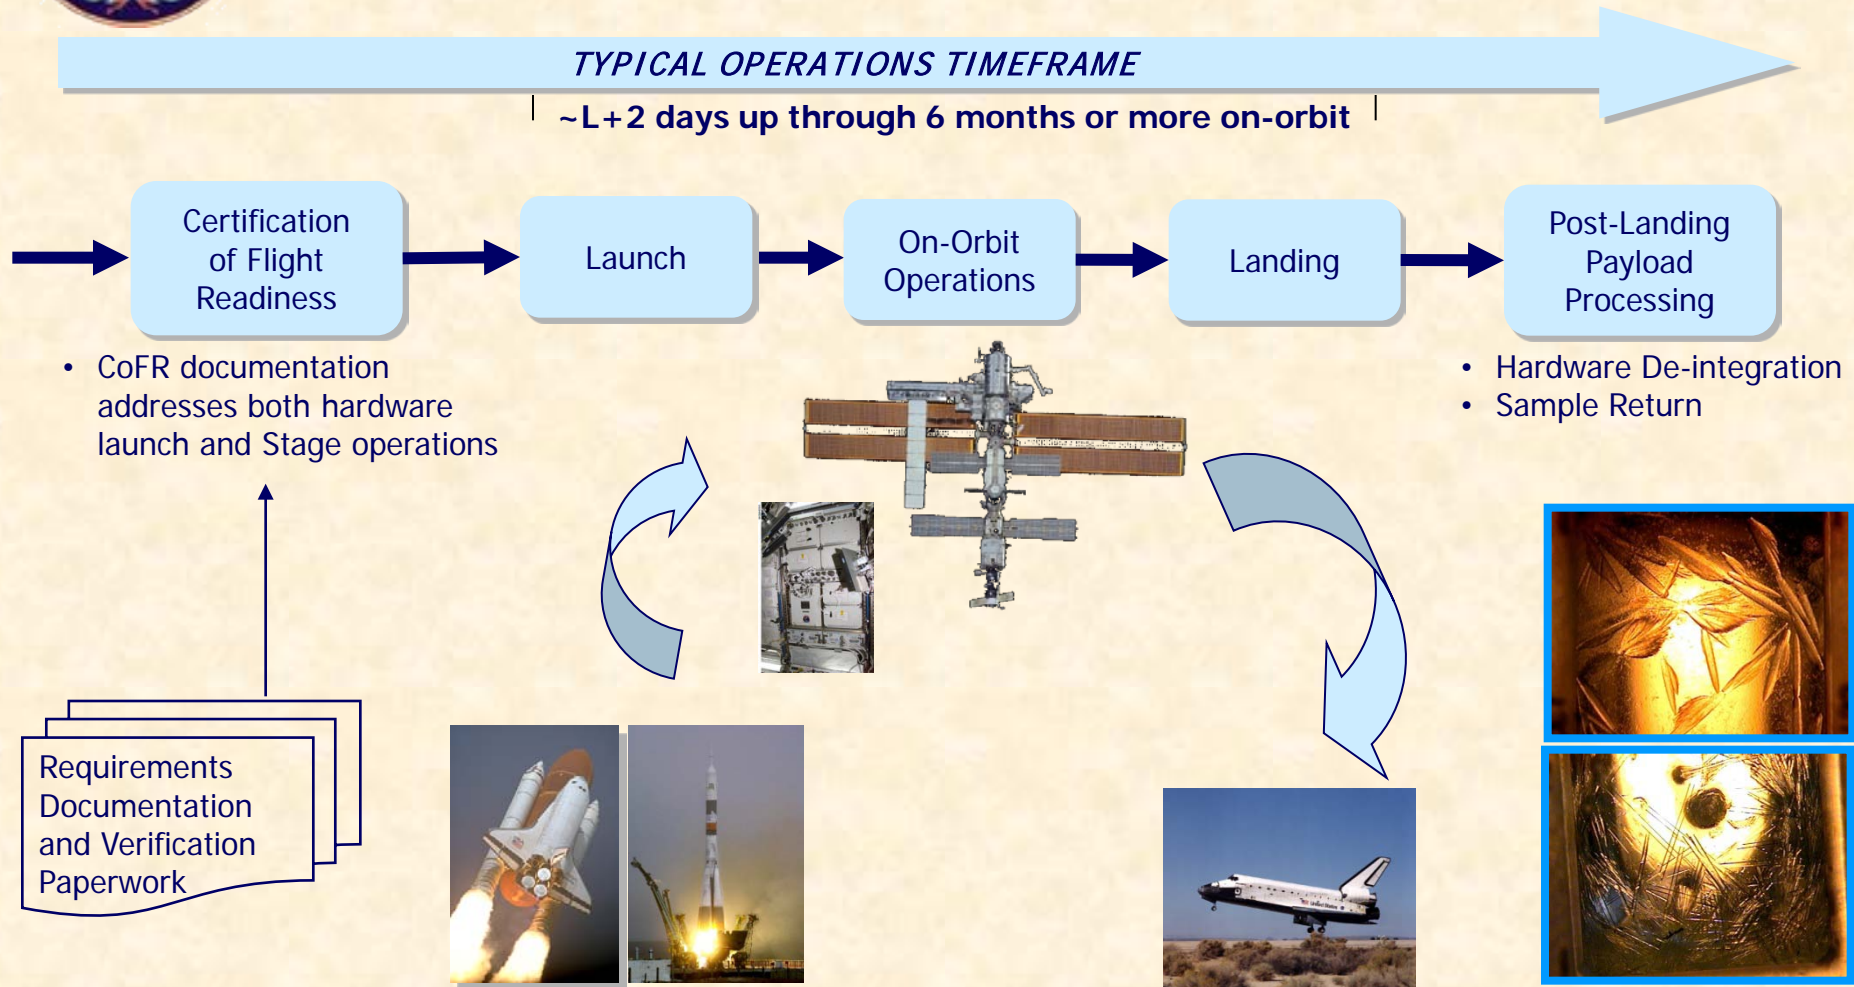 TYPICAL OPERATIONS TIMEFRAME
~L+2 days up through 6 months or more on-orbit
Certification
of Flight
Readiness
Launch
On-Orbit
Operations
Landing
Post-Landing
Payload
Processing
• CoFR documentation
addresses both hardware
launch and Stage operations
• Hardware De-integration
• Sample Return
Requirements
Documentation
and Verification
Paperwork